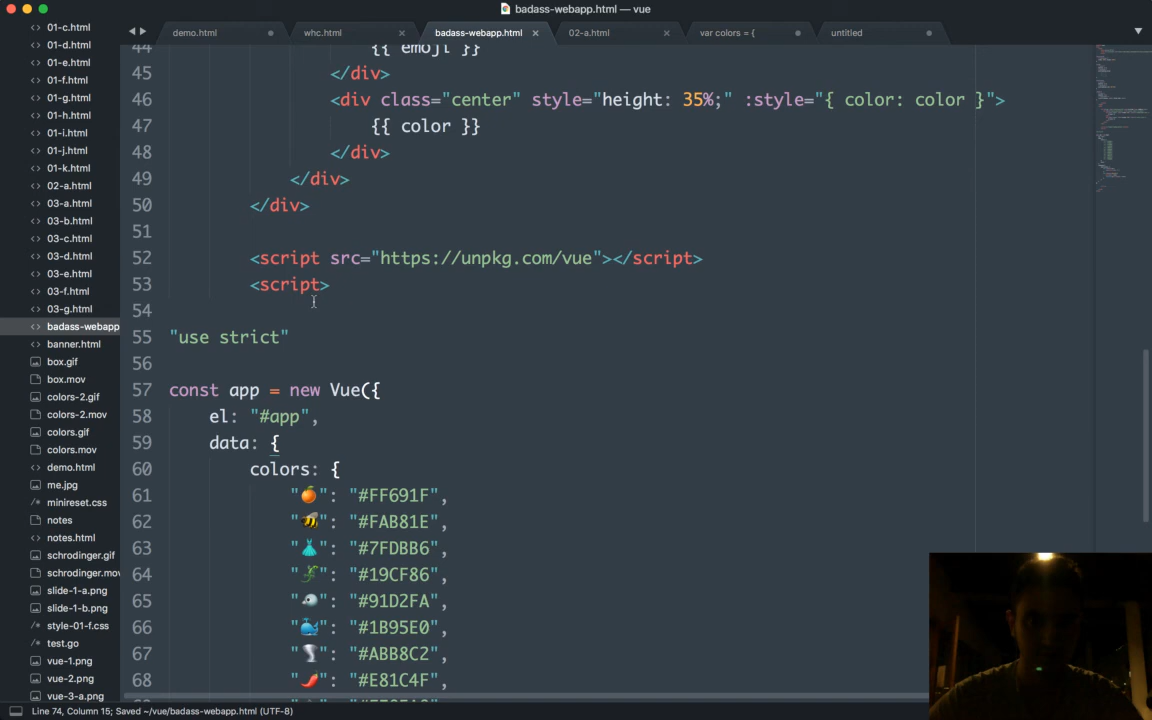 badass-webapp.html — vue
demo.html
whc.html
badass-webapp.html
02-a.html
var colors = {
untitled
01-c.html
01-d.html
01-e.html
01-f.html
01-g.html
01-h.html
01-i.html
01-j.html
01-k.html
02-a.html
03-a.html
03-b.html
03-c.html
03-d.html
03-e.html
03-f.html
03-g.html
badass-webapp
banner.html
box.gif
box.mov
colors-2.gif
colors-2.mov
colors.gif
colors.mov
demo.html
me.jpg
minireset.css
notes
notes.html
schrodinger.gif
schrodinger.mov
slide-1-a.png
slide-1-b.png
style-01-f.css
test.go
vue-1.png
vue-2.png
vue-3-a.png
44 {{ emoji }}
45 </div>
46 <div class="center" style="height: 35%;" :style="{ color: color }">
47 {{ color }}
48 </div>
49 </div>
50 </div>
51
52 <script src="https://unpkg.com/vue"></script>
53 <script>
54
55 "use strict"
56
57 const app = new Vue({
58 el: "#app",
59 data: {
60 colors: {
61 "🍊": "#FF691F",
62 "🐝": "#FAB81E",
63 "👗": "#7FDBB6",
64 "🐉": "#19CF86",
65 "🐦": "#91D2FA",
66 "🐳": "#1B95E0",
67 "🌪": "#ABB8C2",
68 "🌶": "#E81C4F",
Line 74, Column 15; Saved ~/vue/badass-webapp.html (UTF-8)